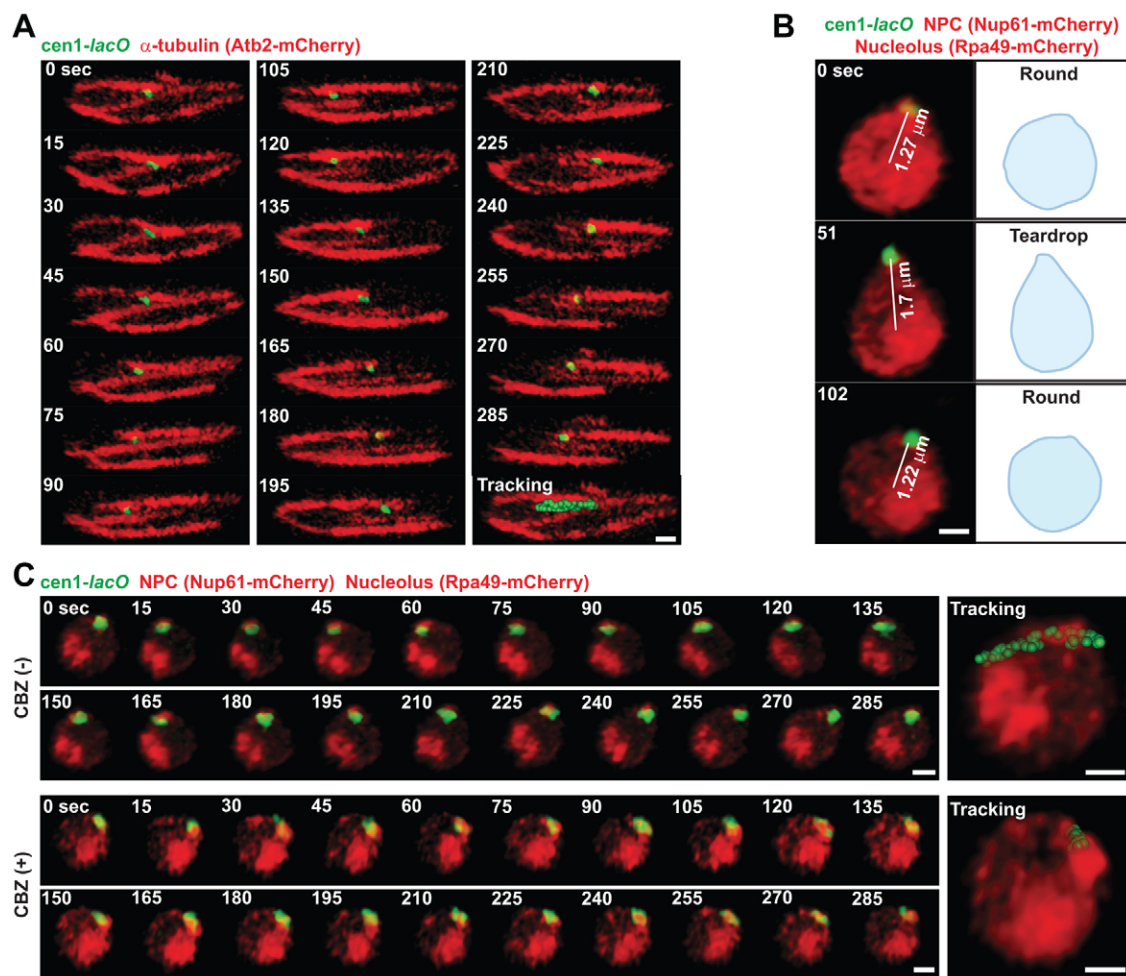 A
cen1-lacO α-tubulin (Atb2-mCherry)
0 sec 105 210
15 120 225
30 135 240
45 150 255
60 165 270
75 180 285
90 195 Tracking
B
cen1-lacO NPC (Nup61-mCherry)
Nucleolus (Rpa49-mCherry)
0 sec Round
1.27 μm
51 Teardrop
1.7 μm
102 Round
1.22 μm
C
cen1-lacO NPC (Nup61-mCherry) Nucleolus (Rpa49-mCherry)
CBZ (-)
0 sec 15 30 45 60 75 90 105 120 135 Tracking
150 165 180 195 210 225 240 255 270 285
CBZ (+)
0 sec 15 30 45 60 75 90 105 120 135 Tracking
150 165 180 195 210 225 240 255 270 285